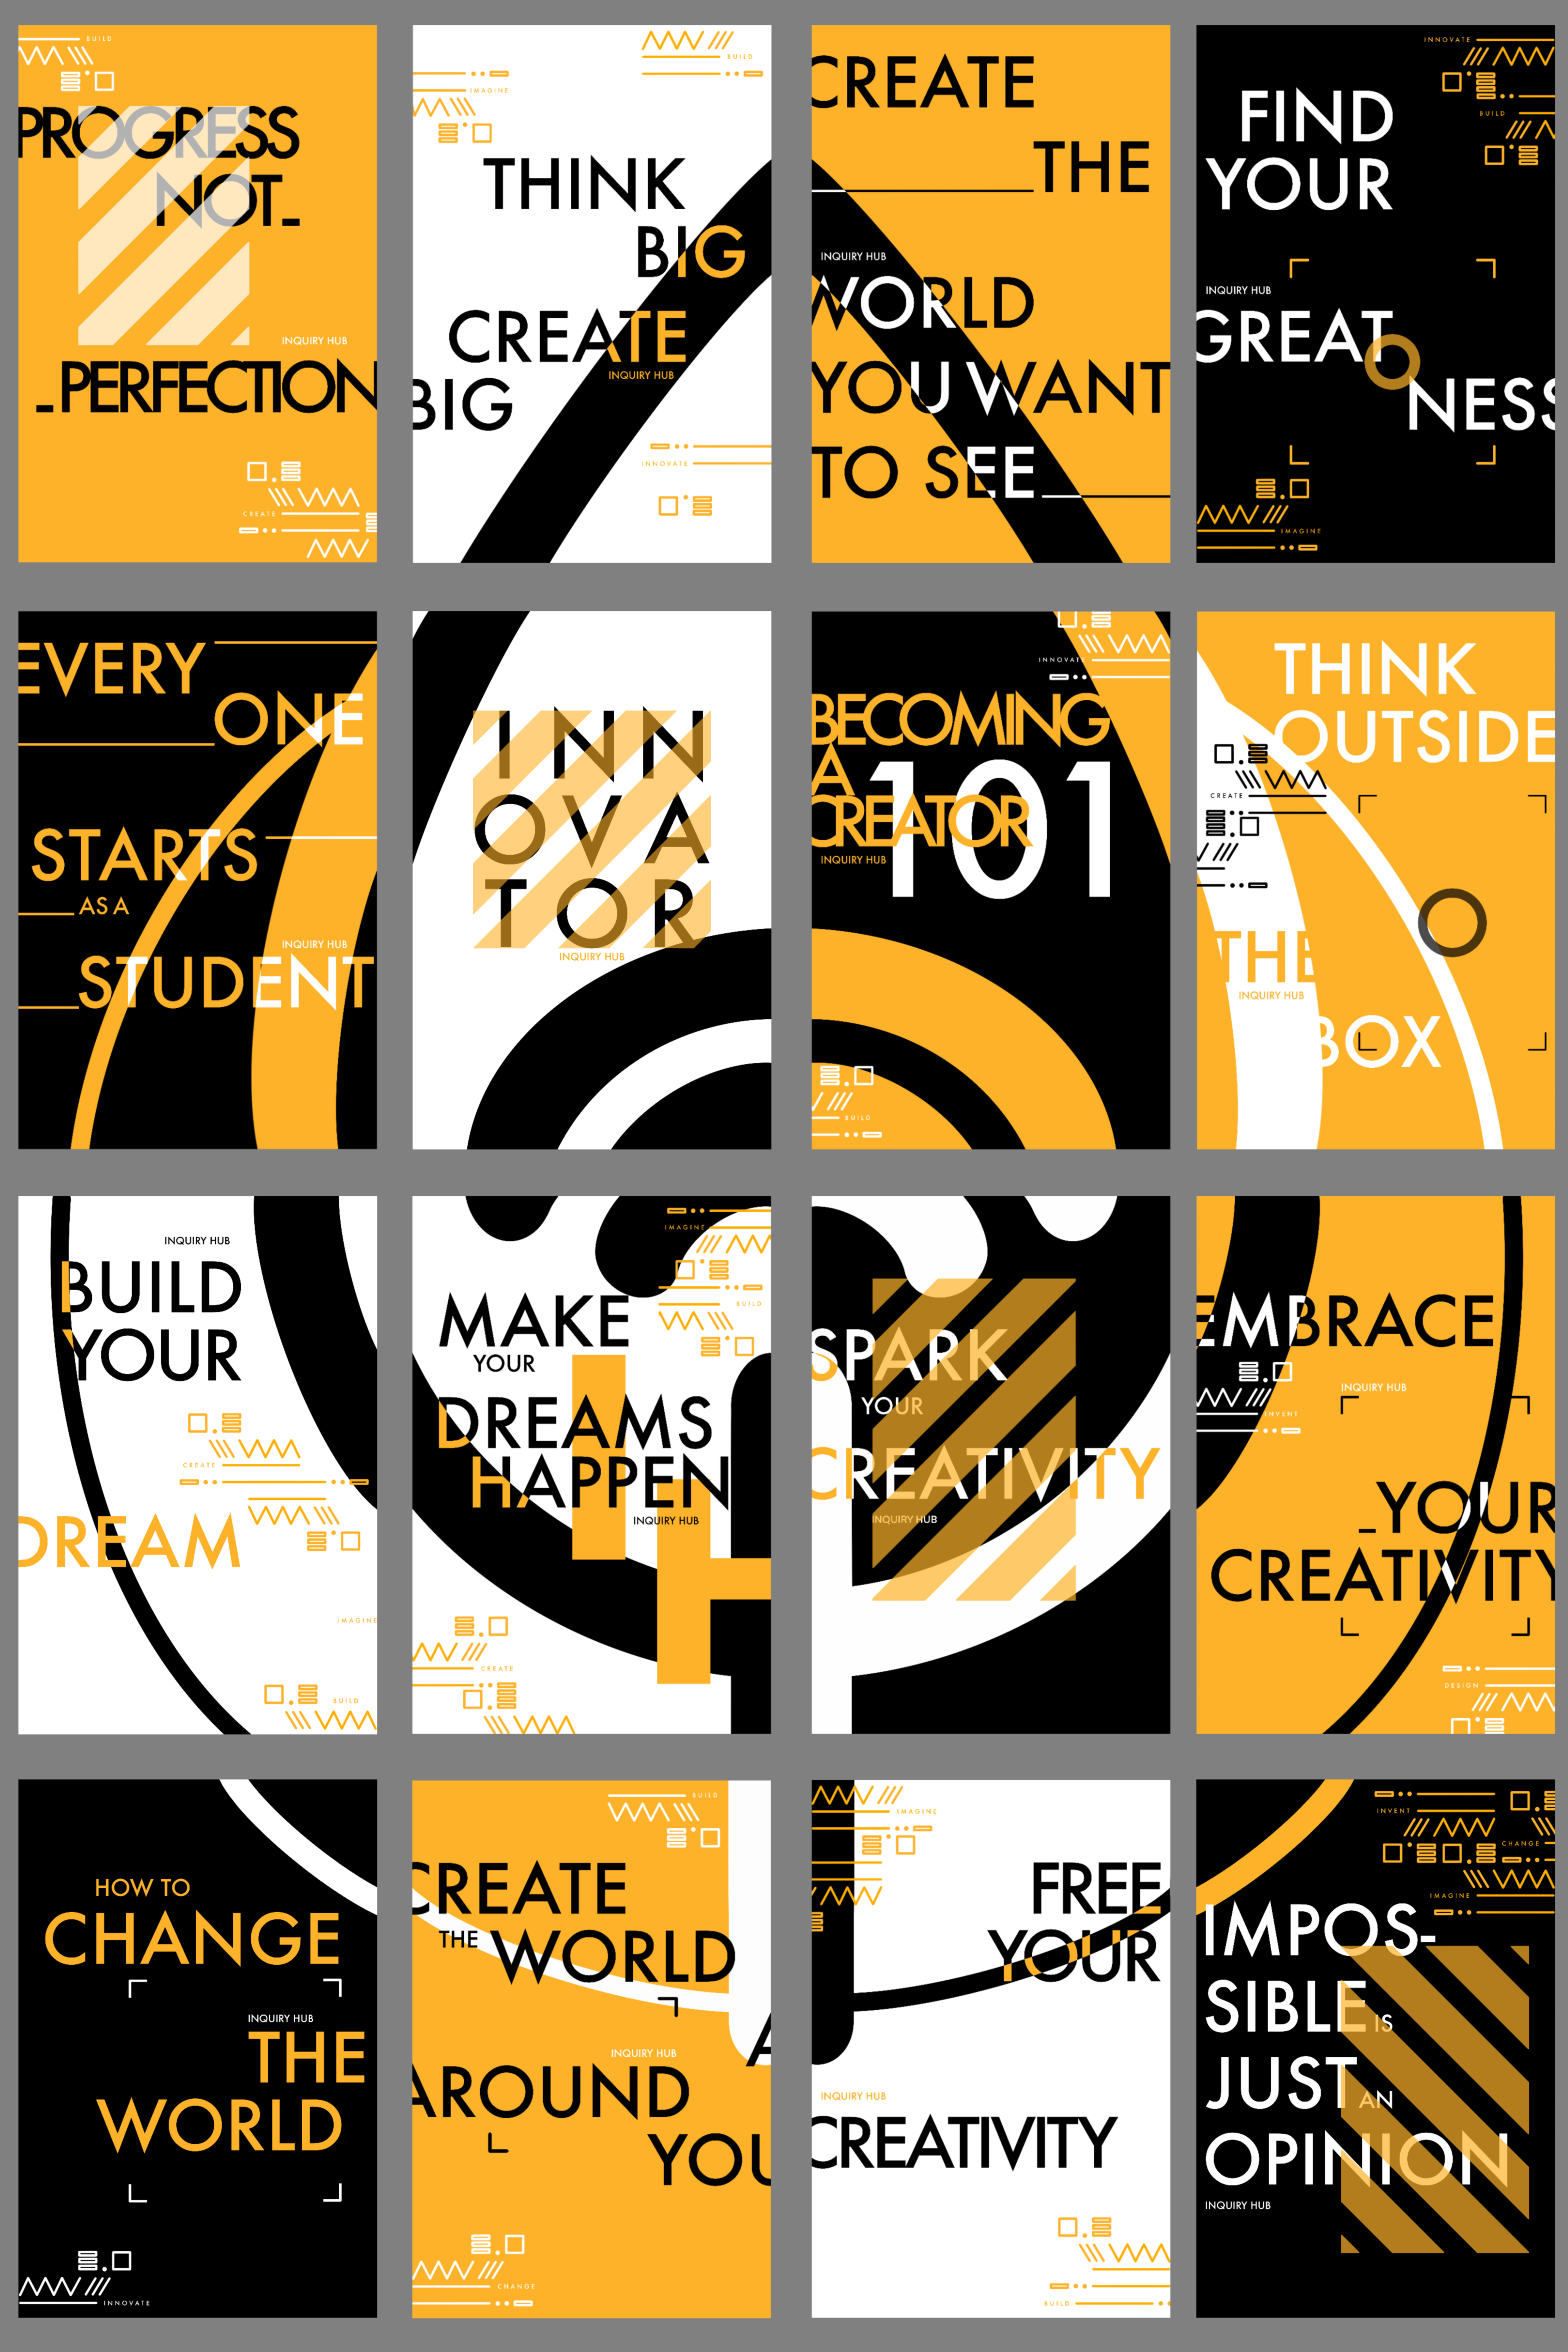 BUILD
PROGRESS
NOT_
INQUIRY HUB
_PERFECTION
CREATE
BUILD
IMAGINE
THINK
BIG
CREATE
INQUIRY HUB
BIG
INNOVATE
CREATE
THE
INQUIRY HUB
WORLD
YOU WANT
TO SEE
INNOVATE
BUILD
FIND
YOUR
INQUIRY HUB
GREAT
NESS
IMAGINE
EVERY
ONE
STARTS
AS A
INQUIRY HUB
STUDENT
INN
OVA
TOR
INQUIRY HUB
INNOVATE
BECOMING
A
101
CREATOR
INQUIRY HUB
BUILD
THINK
OUTSIDE
CREATE
THE
INQUIRY HUB
BOX
INQUIRY HUB
BUILD
YOUR
CREATE
DREAM
IMAGINE
BUILD
IMAGINE
BUILD
MAKE
YOUR
DREAMS
HAPPEN
INQUIRY HUB
CREATE
SPARK
YOUR
CREATIVITY
INQUIRY HUB
EMBRACE
INQUIRY HUB
INVENT
_YOUR
CREATIVITY
DESIGN
HOW TO
CHANGE
INQUIRY HUB
THE
WORLD
INNOVATE
BUILD
CREATE
THE WORLD
A
INQUIRY HUB
AROUND
YOU
CHANGE
IMAGINE
FREE
YOUR
INQUIRY HUB
CREATIVITY
BUILD
INVENT
CHANGE
IMAGINE
IMPOS-
SIBLE IS
JUST AN
OPINION
INQUIRY HUB